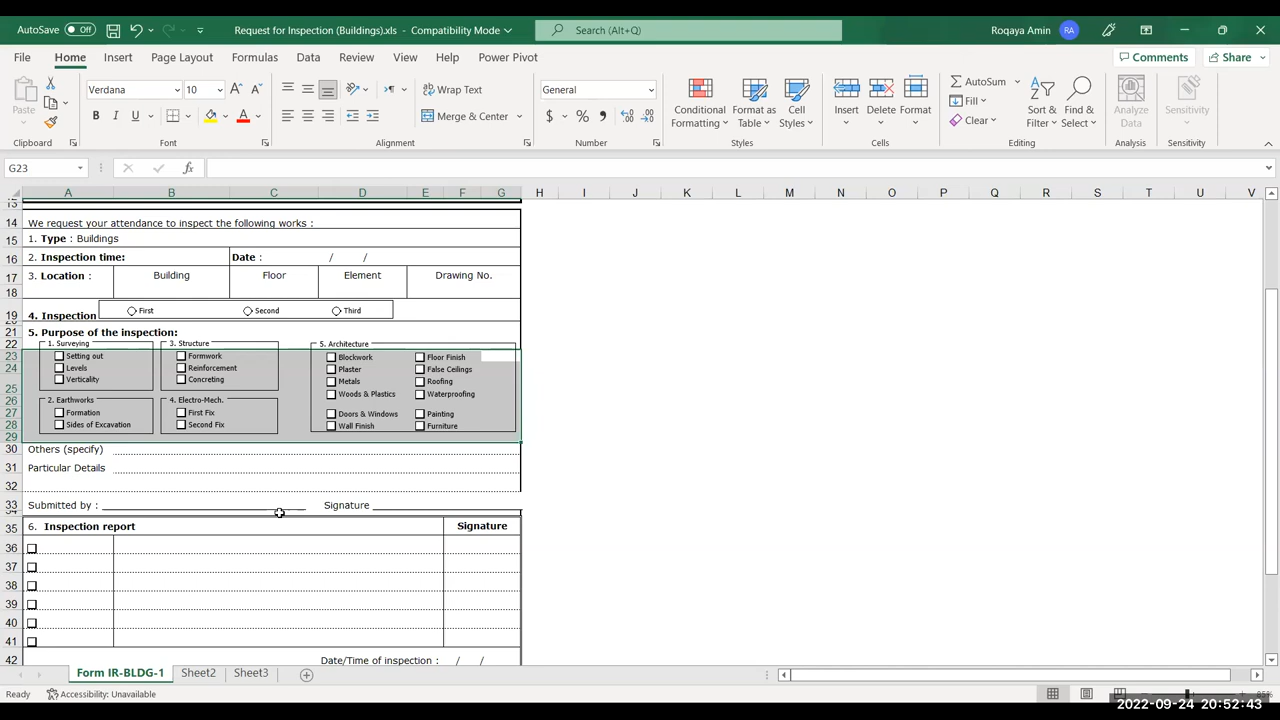 AutoSave Off Request for Inspection (Buildings).xls - Compatibility Mode Search (Alt+Q) Roqaya Amin RA
File Home Insert Page Layout Formulas Data Review View Help Power Pivot Comments Share
Paste Verdana 10 Wrap Text General Conditional Formatting Format as Table Cell Styles Insert Delete Format AutoSum Sort & Filter Find & Select Analyze Data Sensitivity
B I U A Merge & Center $ % Fill
Clear
Clipboard Font Alignment Number Styles Cells Editing Analysis Sensitivity
G23 fx
A B C D E F G H I J K L M N O P Q R S T U V
14 We request your attendance to inspect the following works :
15 1. Type : Buildings
16 2. Inspection time: Date : / /
17 3. Location : Building Floor Element Drawing No.
18
19 4. Inspection First Second Third
21 5. Purpose of the inspection:
22 1. Surveying 3. Structure 5. Architecture
23 Setting out Formwork Blockwork Floor Finish
24 Levels Reinforcement Plaster False Ceilings
Verticality Concreting Metals Roofing
25 Woods & Plastics Waterproofing
26 2. Earthworks 4. Electro-Mech.
27 Formation First Fix Doors & Windows Painting
28 Sides of Excavation Second Fix Wall Finish Furniture
29
30 Others (specify)
31 Particular Details
32
33 Submitted by : Signature
34
35 6. Inspection report Signature
36
37
38
39
40
41
42 Date/Time of inspection : / /
Form IR-BLDG-1 Sheet2 Sheet3
Ready Accessibility: Unavailable 85%
2022-09-24 20:52:43